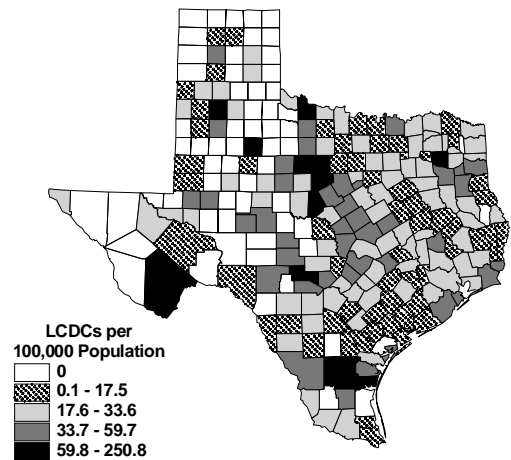 LCDCs per
100,000 Population
0
0.1 - 17.5
17.6 - 33.6
33.7 - 59.7
59.8 - 250.8